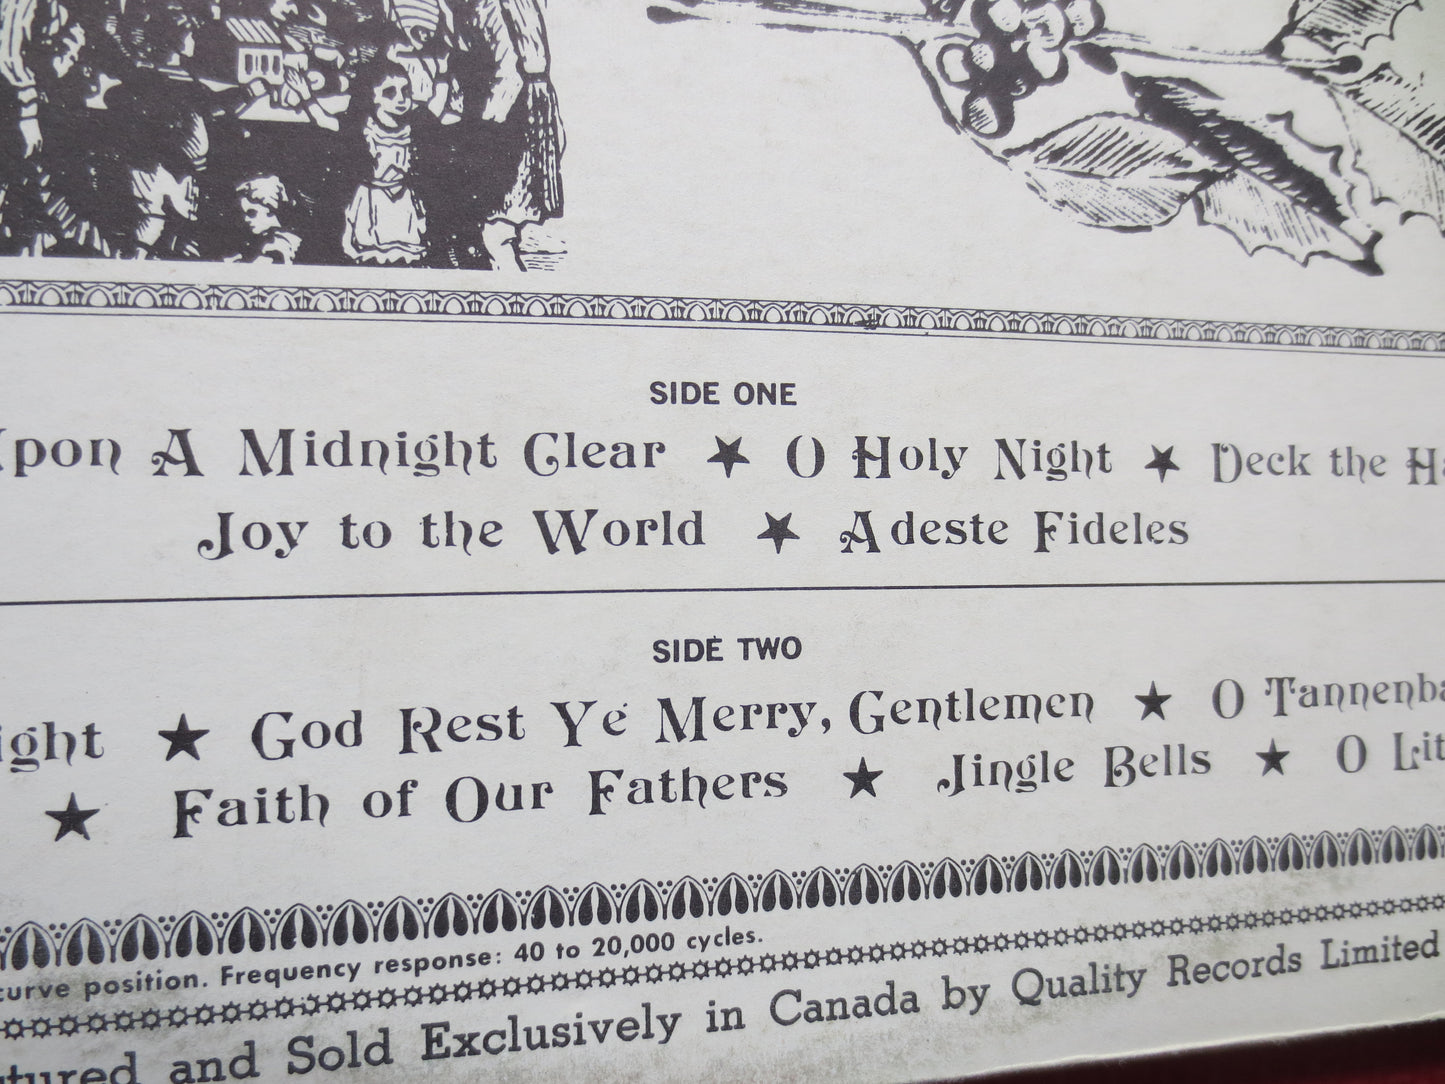 SIDE ONE
pon A Midnight Clear ★ O Holy Night ★ Deck the Ha
Joy to the World ★ Adeste Fideles
SIDE TWO
ight ★ God Rest Ye Merry, Gentlemen ★ O Tannenba
★ Faith of Our Fathers ★ Jingle Bells ★ O Lit
curve position. Frequency response: 40 to 20,000 cycles.
tured and Sold Exclusively in Canada by Quality Records Limited